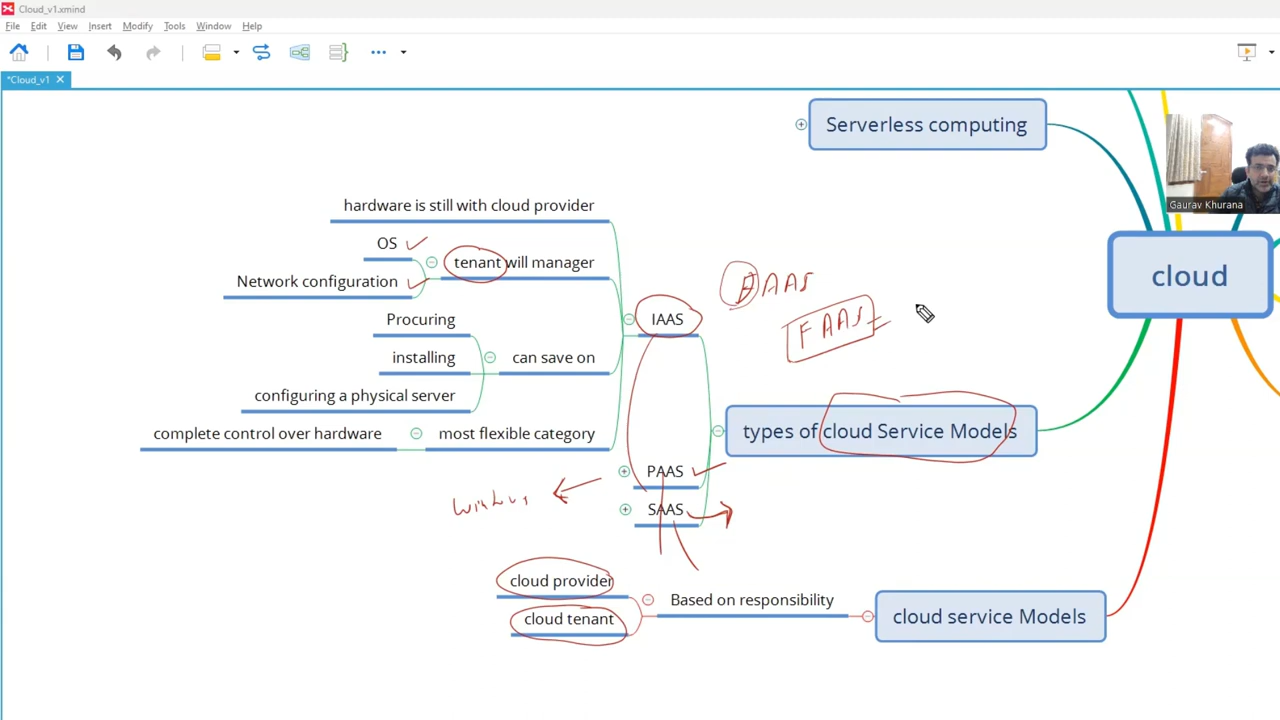 Cloud_v1.xmind
File Edit View Insert Modify Tools Window Help
*Cloud_v1
Serverless computing
Gaurav Khurana
cloud
hardware is still with cloud provider
OS
tenant will manager
Network configuration
Procuring
IAAS
installing
can save on
configuring a physical server
complete control over hardware
most flexible category
AAS
FAAS
types of cloud Service Models
PAAS
SAAS
cloud provider
Based on responsibility
cloud service Models
cloud tenant